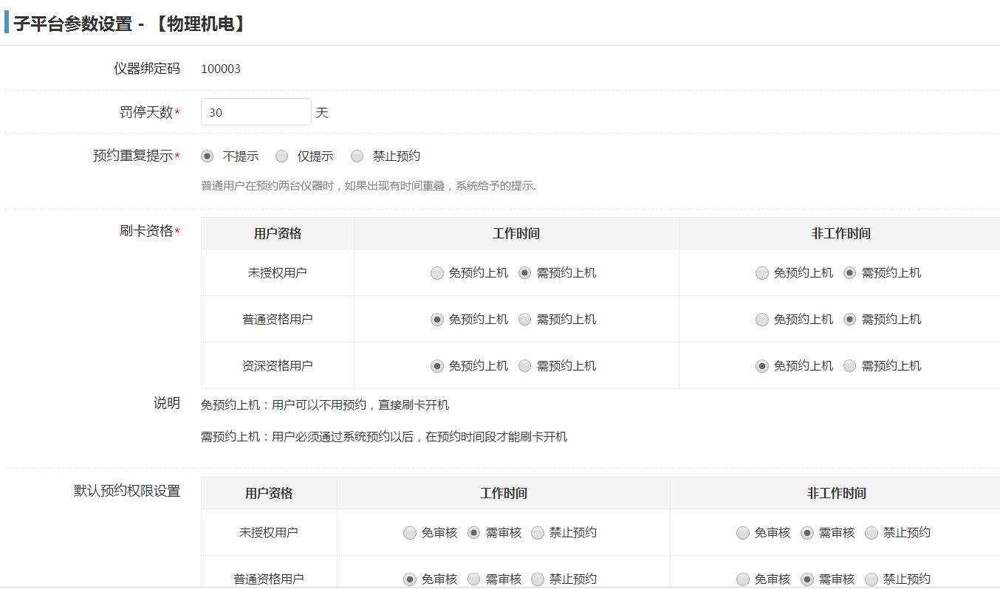 子平台参数设置 - 【物理机电】
仪器绑定码 100003
罚停天数* 30 天
预约重复提示* 不提示 仅提示 禁止预约
普通用户在预约两台仪器时，如果出现有时间重叠，系统给予的提示.
刷卡资格* 用户资格 工作时间 非工作时间
未授权用户 免预约上机 需预约上机 免预约上机 需预约上机
普通资格用户 免预约上机 需预约上机 免预约上机 需预约上机
资深资格用户 免预约上机 需预约上机 免预约上机 需预约上机
说明 免预约上机：用户可以不用预约，直接刷卡开机
需预约上机：用户必须通过系统预约以后，在预约时间段才能刷卡开机
默认预约权限设置 用户资格 工作时间 非工作时间
未授权用户 免审核 需审核 禁止预约 免审核 需审核 禁止预约
普通资格用户 免审核 需审核 禁止预约 免审核 需审核 禁止预约